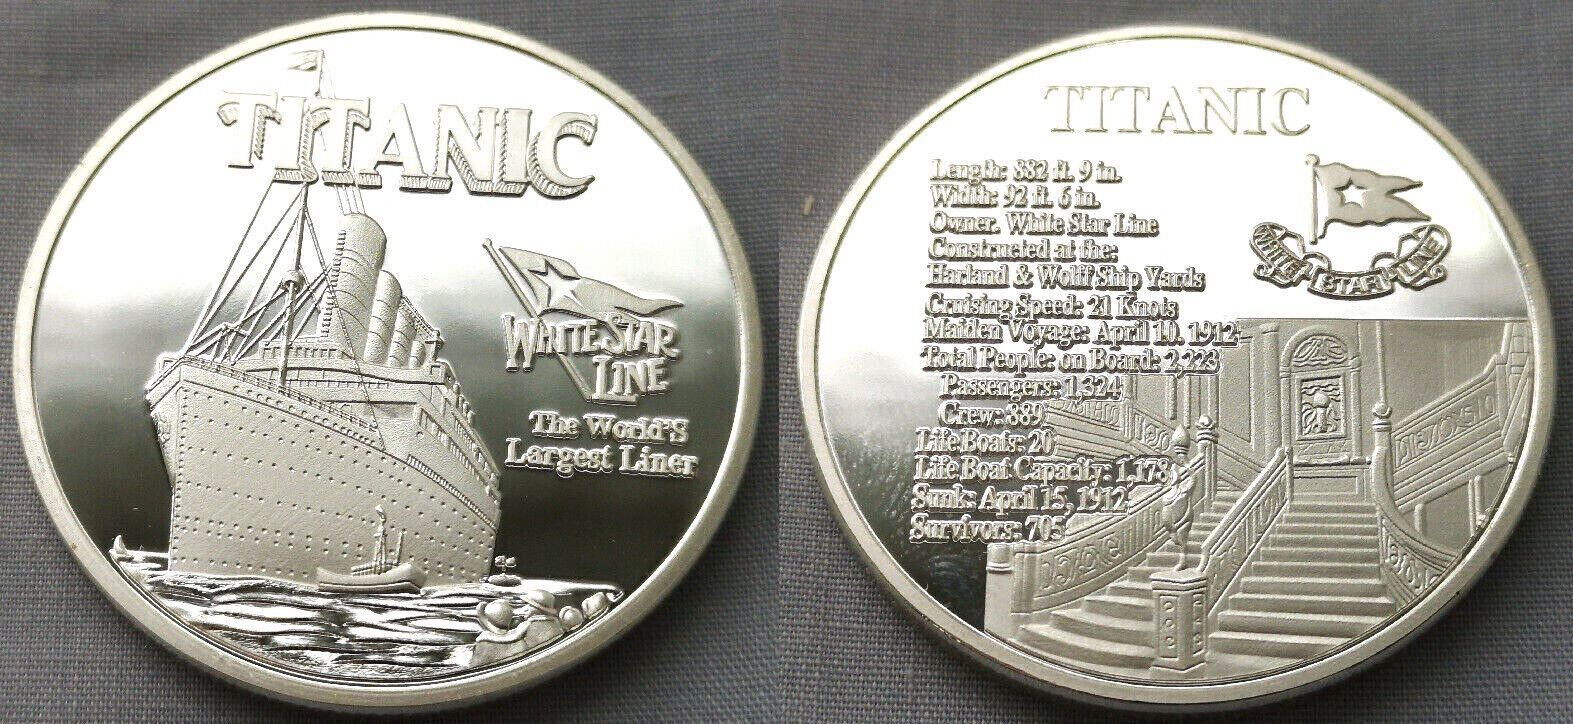 TITANIC
WHITE STAR
LINE
The World'S
Largest Liner
TITANIC
Length: 882 ft. 9 in.
Width: 92 ft. 6 in.
Owner. White Star Line
Constructed at the:
Harland & Wolff Ship Yards
Cruising Speed: 21 Knots
Maiden Voyage: April 10. 1912
Total People: on Board: 2,223
Passengers: 1,324
Crew: 889
Life Boats: 20
Life Boat Capacity: 1,178
Sunk: April 15, 1912
Survivors: 705
WHITE STAR LINE